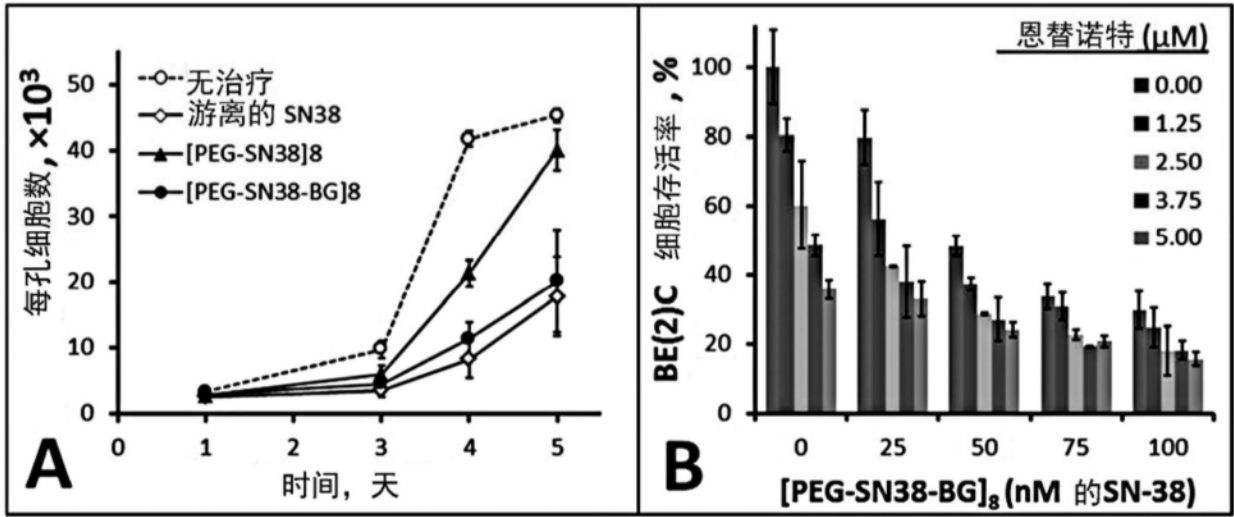 每孔细胞数, ×10³
50
40
30
20
10
0
无治疗
游离的 SN38
[PEG-SN38]8
[PEG-SN38-BG]8
0 1 2 3 4 5
时间，天
A
BE(2)C 细胞存活率, %
100
80
60
40
20
0
恩替诺特 (μM)
0.00
1.25
2.50
3.75
5.00
0 25 50 75 100
[PEG-SN38-BG]₈ (nM 的SN-38)
B